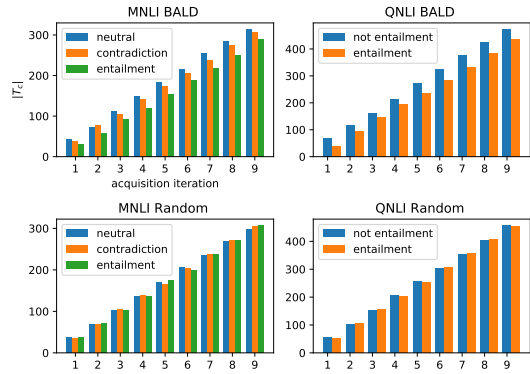 MNLI BALD
QNLI BALD
|T_c|
300
200
100
0
neutral
contradiction
entailment
1 2 3 4 5 6 7 8 9
acquisition iteration
400
300
200
100
0
not entailment
entailment
1 2 3 4 5 6 7 8 9
MNLI Random
QNLI Random
300
200
100
0
neutral
contradiction
entailment
1 2 3 4 5 6 7 8 9
400
300
200
100
0
not entailment
entailment
1 2 3 4 5 6 7 8 9